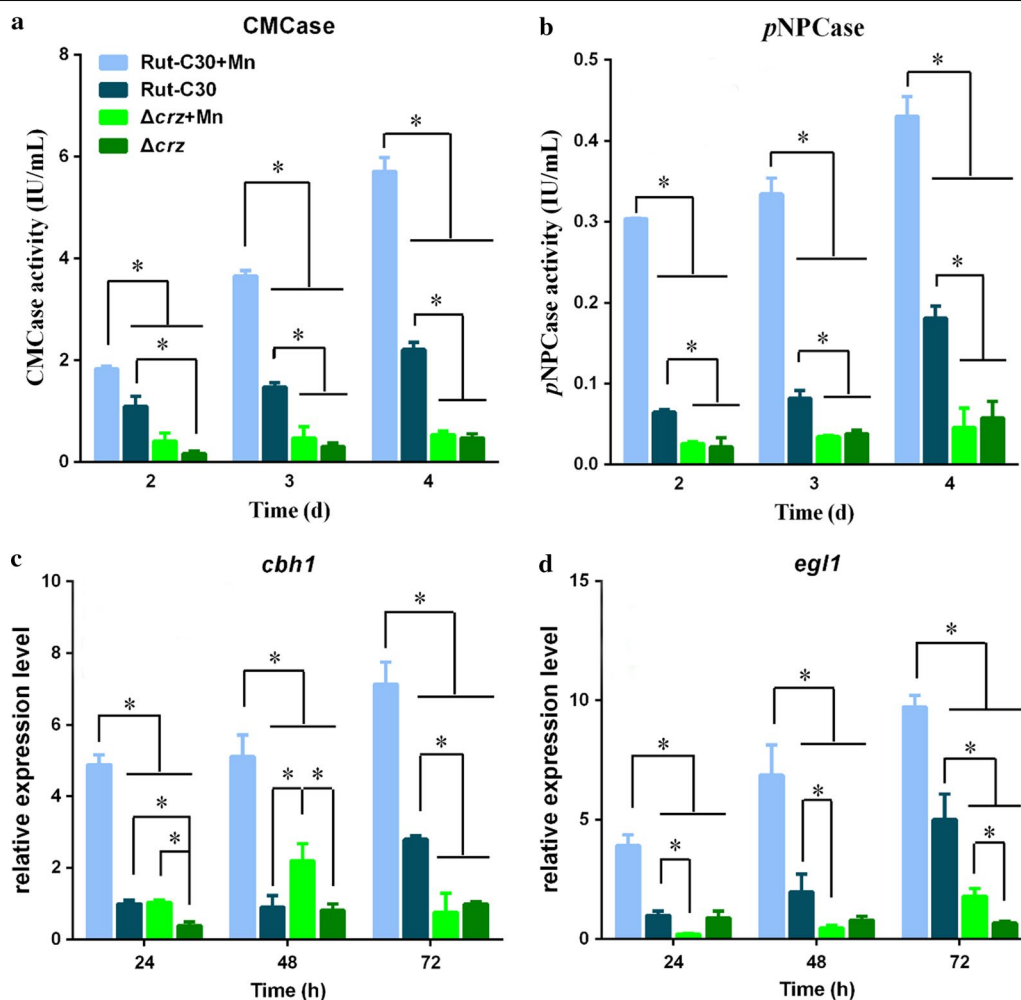 a
CMCase
Rut-C30+Mn
Rut-C30
Δcrz+Mn
Δcrz
CMCase activity (IU/mL)
8
6
4
2
0
* * *
* * *
2 3 4
Time (d)
b
pNPCase
pNPCase activity (IU/mL)
0.5
0.4
0.3
0.2
0.1
0.0
* * *
* * *
2 3 4
Time (d)
c
cbh1
relative expression level
10
8
6
4
2
0
* * *
* * * * *
24 48 72
Time (h)
d
egl1
relative expression level
15
10
5
0
* * *
* * * *
24 48 72
Time (h)